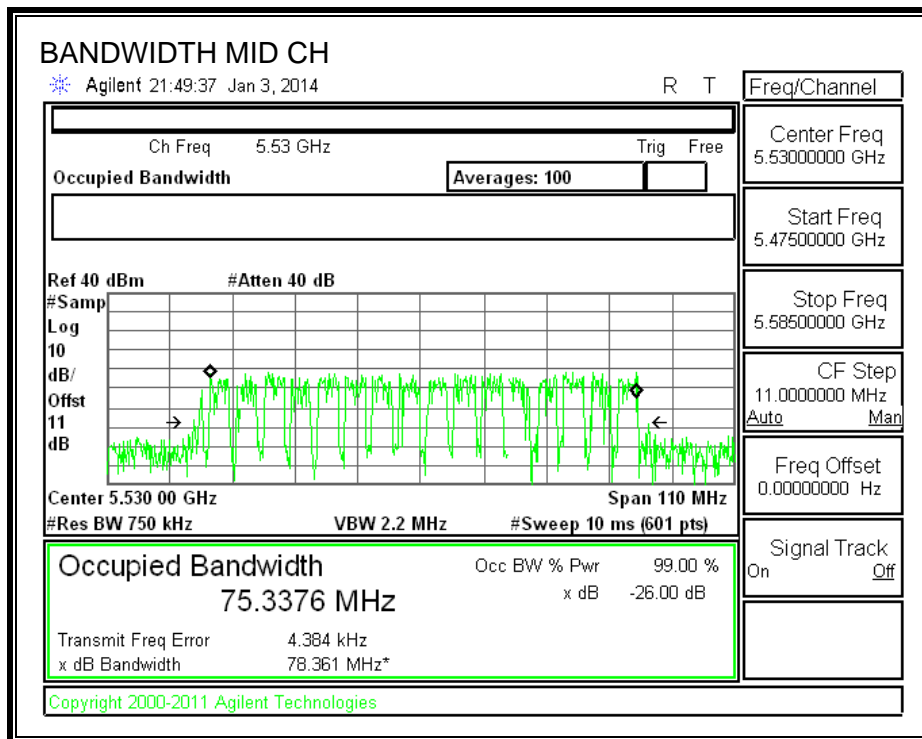 BANDWIDTH MID CH
Agilent 21:49:37 Jan 3, 2014 R T
Freq/Channel
Ch Freq 5.53 GHz Trig Free
Occupied Bandwidth Averages: 100
Center Freq
5.53000000 GHz
Start Freq
5.47500000 GHz
Stop Freq
5.58500000 GHz
CF Step
11.0000000 MHz
Auto Man
Freq Offset
0.00000000 Hz
Signal Track
On Off
Ref 40 dBm #Atten 40 dB
#Samp
Log
10
dB/
Offst
11
dB
Center 5.530 00 GHz Span 110 MHz
#Res BW 750 kHz VBW 2.2 MHz #Sweep 10 ms (601 pts)
Occupied Bandwidth Occ BW % Pwr 99.00 %
75.3376 MHz x dB -26.00 dB
Transmit Freq Error 4.384 kHz
x dB Bandwidth 78.361 MHz*
Copyright 2000-2011 Agilent Technologies